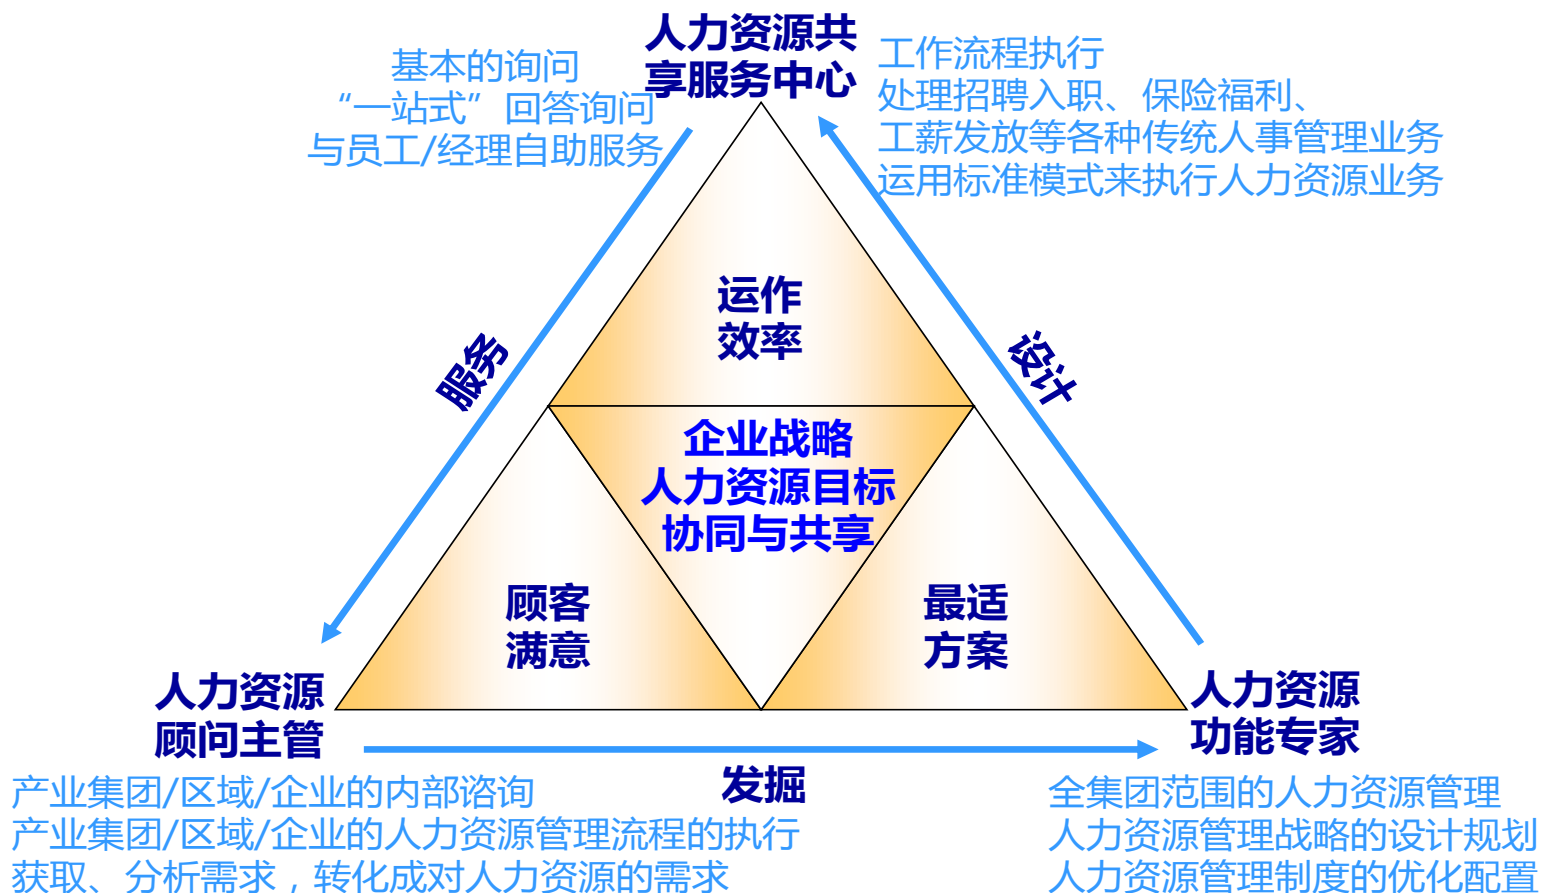 人力资源共
享服务中心
基本的询问
“一站式”回答询问
与员工/经理自助服务
工作流程执行
处理招聘入职、保险福利、
工薪发放等各种传统人事管理业务
运用标准模式来执行人力资源业务
运作
效率
服务
设计
企业战略
人力资源目标
协同与共享
顾客
满意
最适
方案
人力资源
顾问主管
人力资源
功能专家
发掘
产业集团/区域/企业的内部谘询
产业集团/区域/企业的人力资源管理流程的执行
获取、分析需求，转化成对人力资源的需求
全集团范围的人力资源管理
人力资源管理战略的设计规划
人力资源管理制度的优化配置